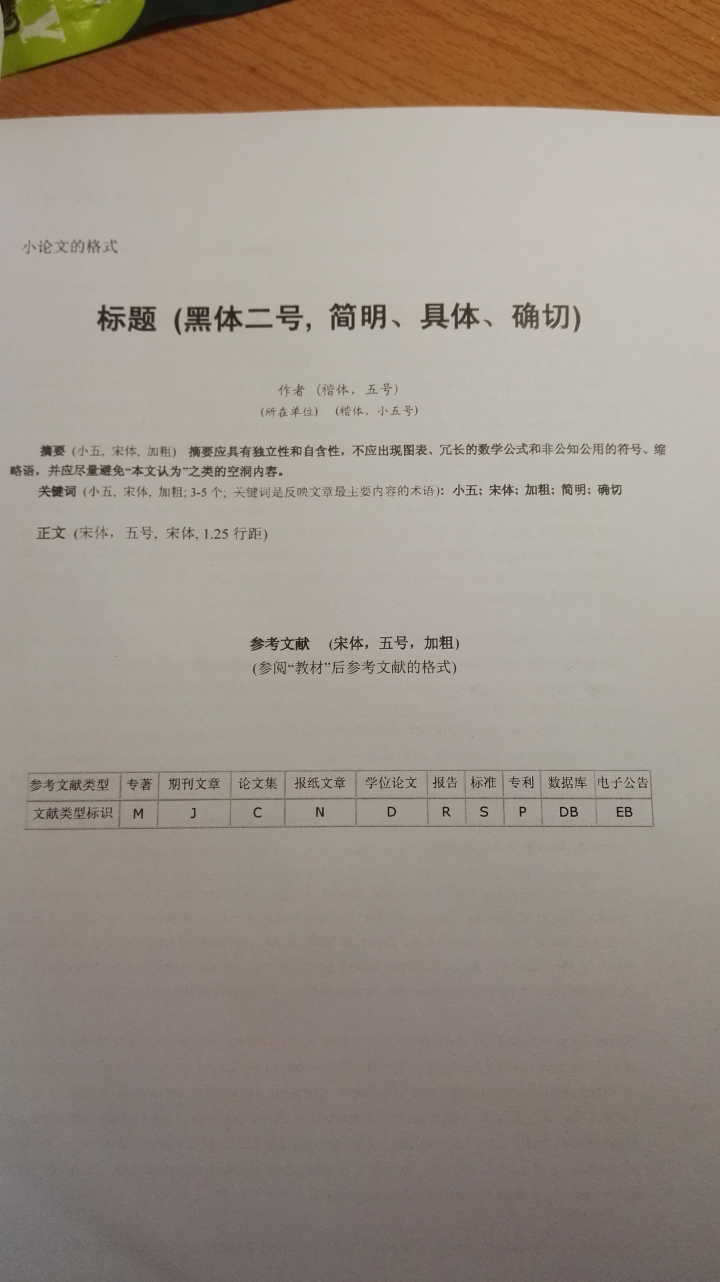 Y
小论文的格式
标题 (黑体二号, 简明、具体、确切)
作者 (楷体, 五号)
(所在单位) (楷体, 小五号)
摘要 (小五, 宋体, 加粗) 摘要应具有独立性和自含性，不应出现图表、冗长的数学公式和非公知公用的符号、缩
略语，并应尽量避免“本文认为”之类的空洞内容。
关键词 (小五, 宋体, 加粗; 3-5 个; 关键词是反映文章最主要内容的术语)：小五；宋体；加粗；简明；确切
正文 (宋体，五号, 宋体, 1.25 行距)
参考文献 (宋体，五号，加粗)
(参阅“教材”后参考文献的格式)
参考文献类型 专著 期刊文章 论文集 报纸文章 学位论文 报告 标准 专利 数据库 电子公告
文献类型标识 M J C N D R S P DB EB